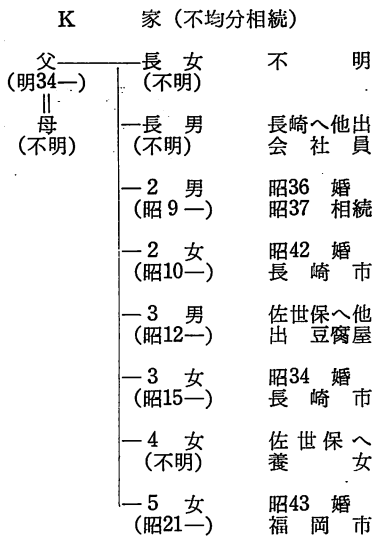 K 家(不均分相続)
父 長女 不明
(明34—) (不明)
‖
母 長男 長崎へ他出
(不明) (不明) 会社員
2男 昭36 婚
(昭9—) 昭37 相続
2女 昭42 婚
(昭10—) 長崎市
3男 佐世保へ他
(昭12—) 出 豆腐屋
3女 昭34 婚
(昭15—) 長崎市
4女 佐世保へ
(不明) 養女
5女 昭43 婚
(昭21—) 福岡市